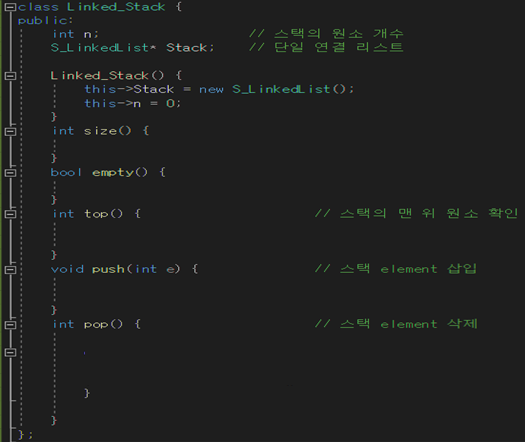 class Linked_Stack {
public:
int n; // 스택의 원소 개수
S_LinkedList* Stack; // 단일 연결 리스트
Linked_Stack() {
this->Stack = new S_LinkedList();
this->n = 0;
}
int size() {
}
bool empty() {
}
int top() { // 스택의 맨 위 원소 확인
}
void push(int e) { // 스택 element 삽입
}
int pop() { // 스택 element 삭제
}
}
};